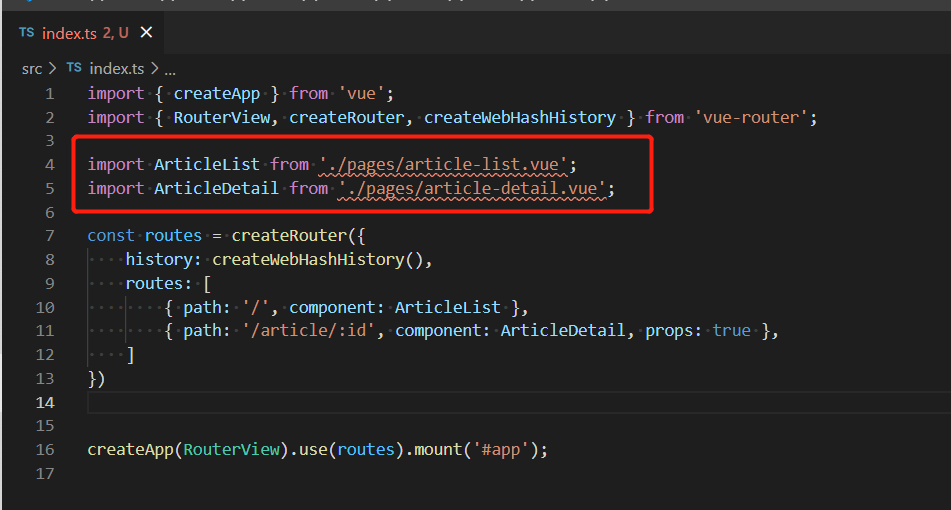 TS index.ts 2, U ×
src > TS index.ts > ...
1 import { createApp } from 'vue';
2 import { RouterView, createRouter, createWebHashHistory } from 'vue-router';
3
4 import ArticleList from './pages/article-list.vue';
5 import ArticleDetail from './pages/article-detail.vue';
6
7 const routes = createRouter({
8     history: createWebHashHistory(),
9     routes: [
10         { path: '/', component: ArticleList },
11         { path: '/article/:id', component: ArticleDetail, props: true },
12     ]
13 })
14
15
16 createApp(RouterView).use(routes).mount('#app');
17